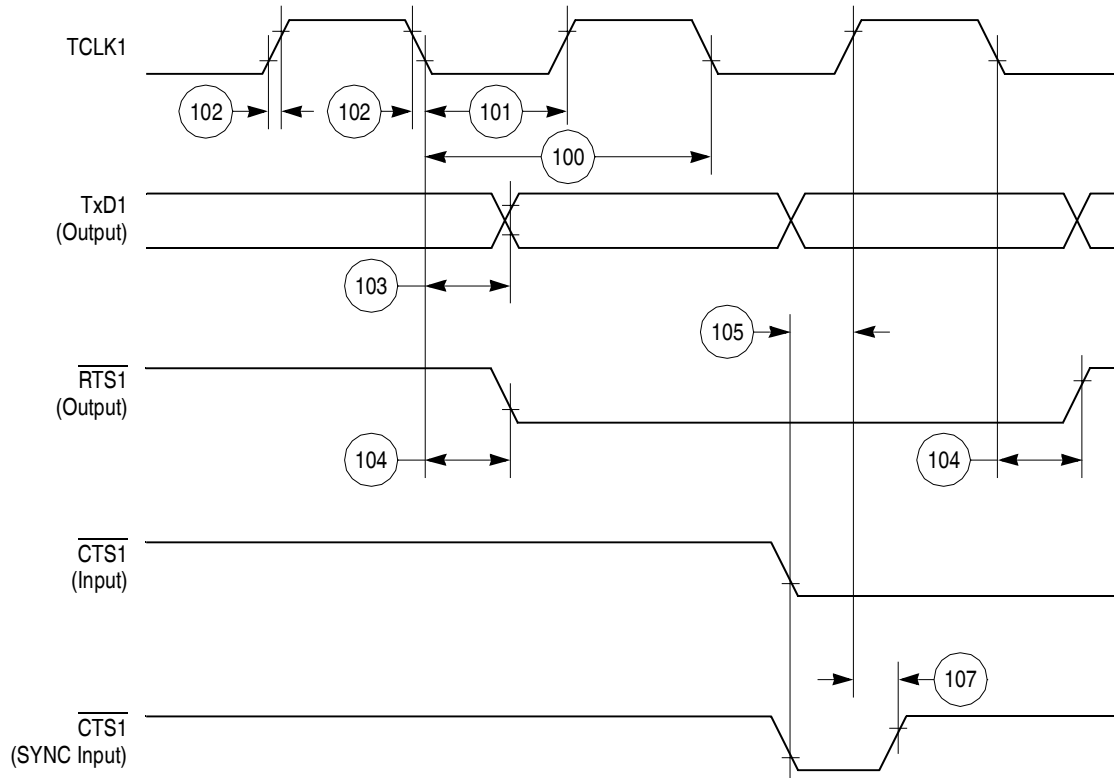 TCLK1
102
102
101
100
TxD1
(Output)
103
105
RTS1
(Output)
104
104
CTS1
(Input)
107
CTS1
(SYNC Input)